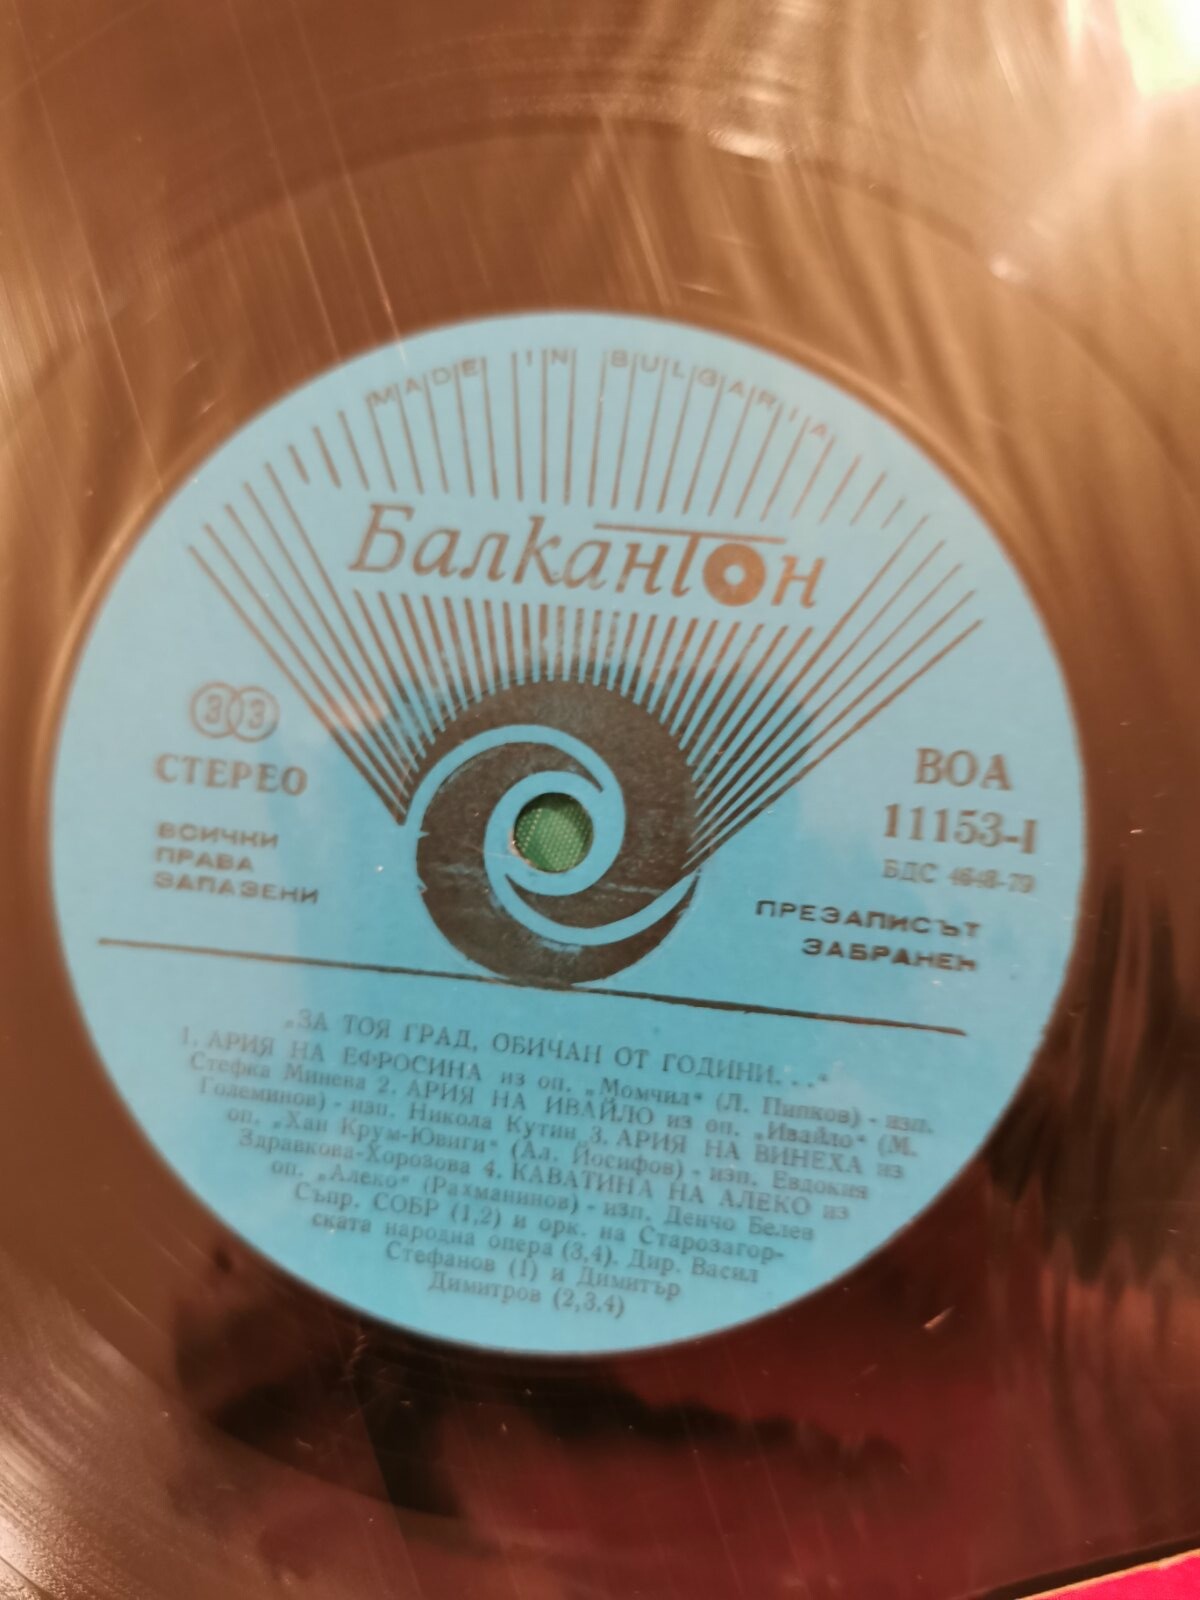 MADE IN BULGARIA
Балкантон
33
СТЕРЕО
ВСИЧКИ
ПРАВА
ЗАПАЗЕНИ
ВОА
11153-I
БДС 4648-79
ПРЕЗАПИСЪТ
ЗАБРАНЕН
„ЗА ТОЯ ГРАД, ОБИЧАН ОТ ГОДИНИ. . .“
1. АРИЯ НА ЕФРОСИНА из оп. „Момчил“ (Л. Пипков) - изп.
Стефка Минева 2. АРИЯ НА ИВАЙЛО из оп. „Ивайло“ (М.
Големинов) - изп. Никола Кутин 3. АРИЯ НА ВИНЕХА из
оп. „Хан Крум-Ювиги“ (Ал. Йосифов) - изп. Евдокия
Здравкова-Хорозова 4. КАВАТИНА НА АЛЕКО из
оп. „Алеко“ (Рахманинов) - изп. Денчо Белев
Съпр. СОБР (1,2) и орк. на Старозагор-
ската народна опера (3,4). Дир. Васил
Стефанов (1) и Димитър
Димитров (2,3.4)